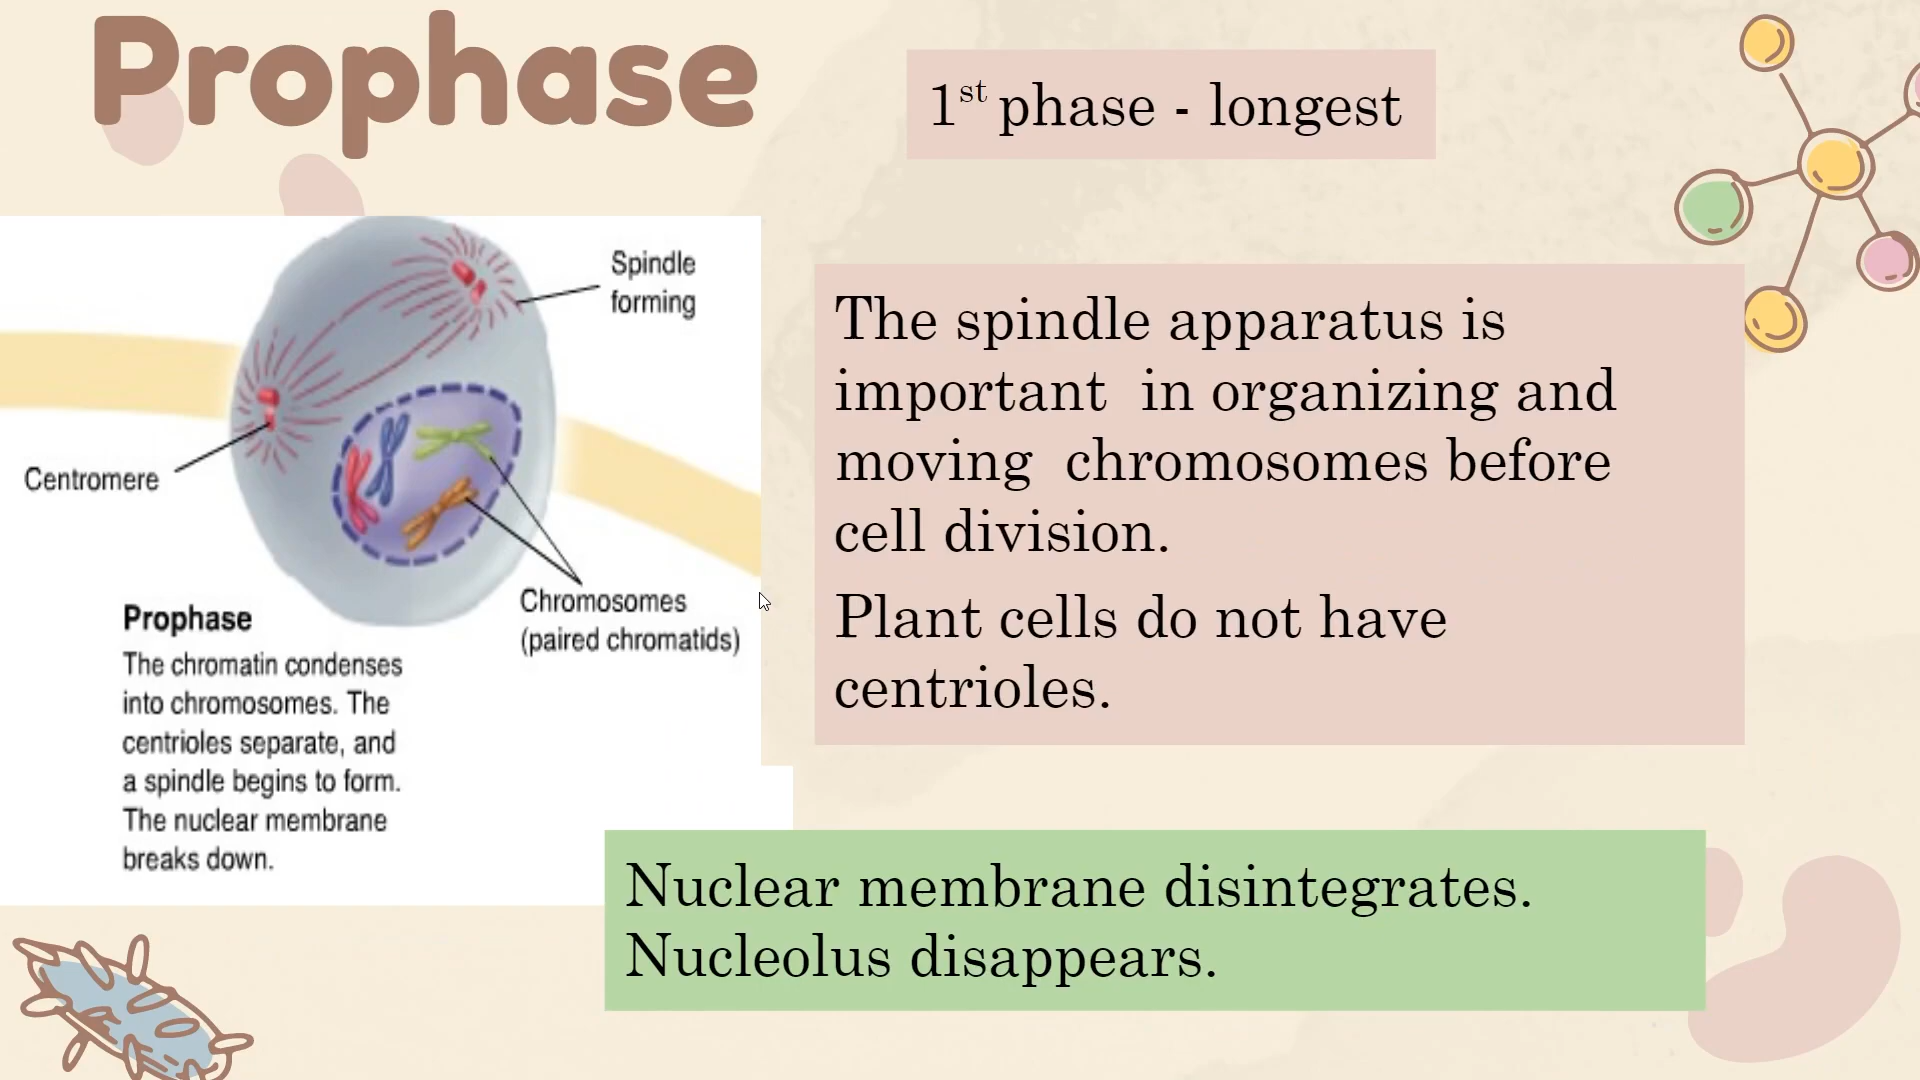 Prophase
1st phase - longest
Spindle
forming
Centromere
Chromosomes
(paired chromatids)
Prophase
The chromatin condenses
into chromosomes. The
centrioles separate, and
a spindle begins to form.
The nuclear membrane
breaks down.
The spindle apparatus is
important in organizing and
moving chromosomes before
cell division.
Plant cells do not have
centrioles.
Nuclear membrane disintegrates.
Nucleolus disappears.